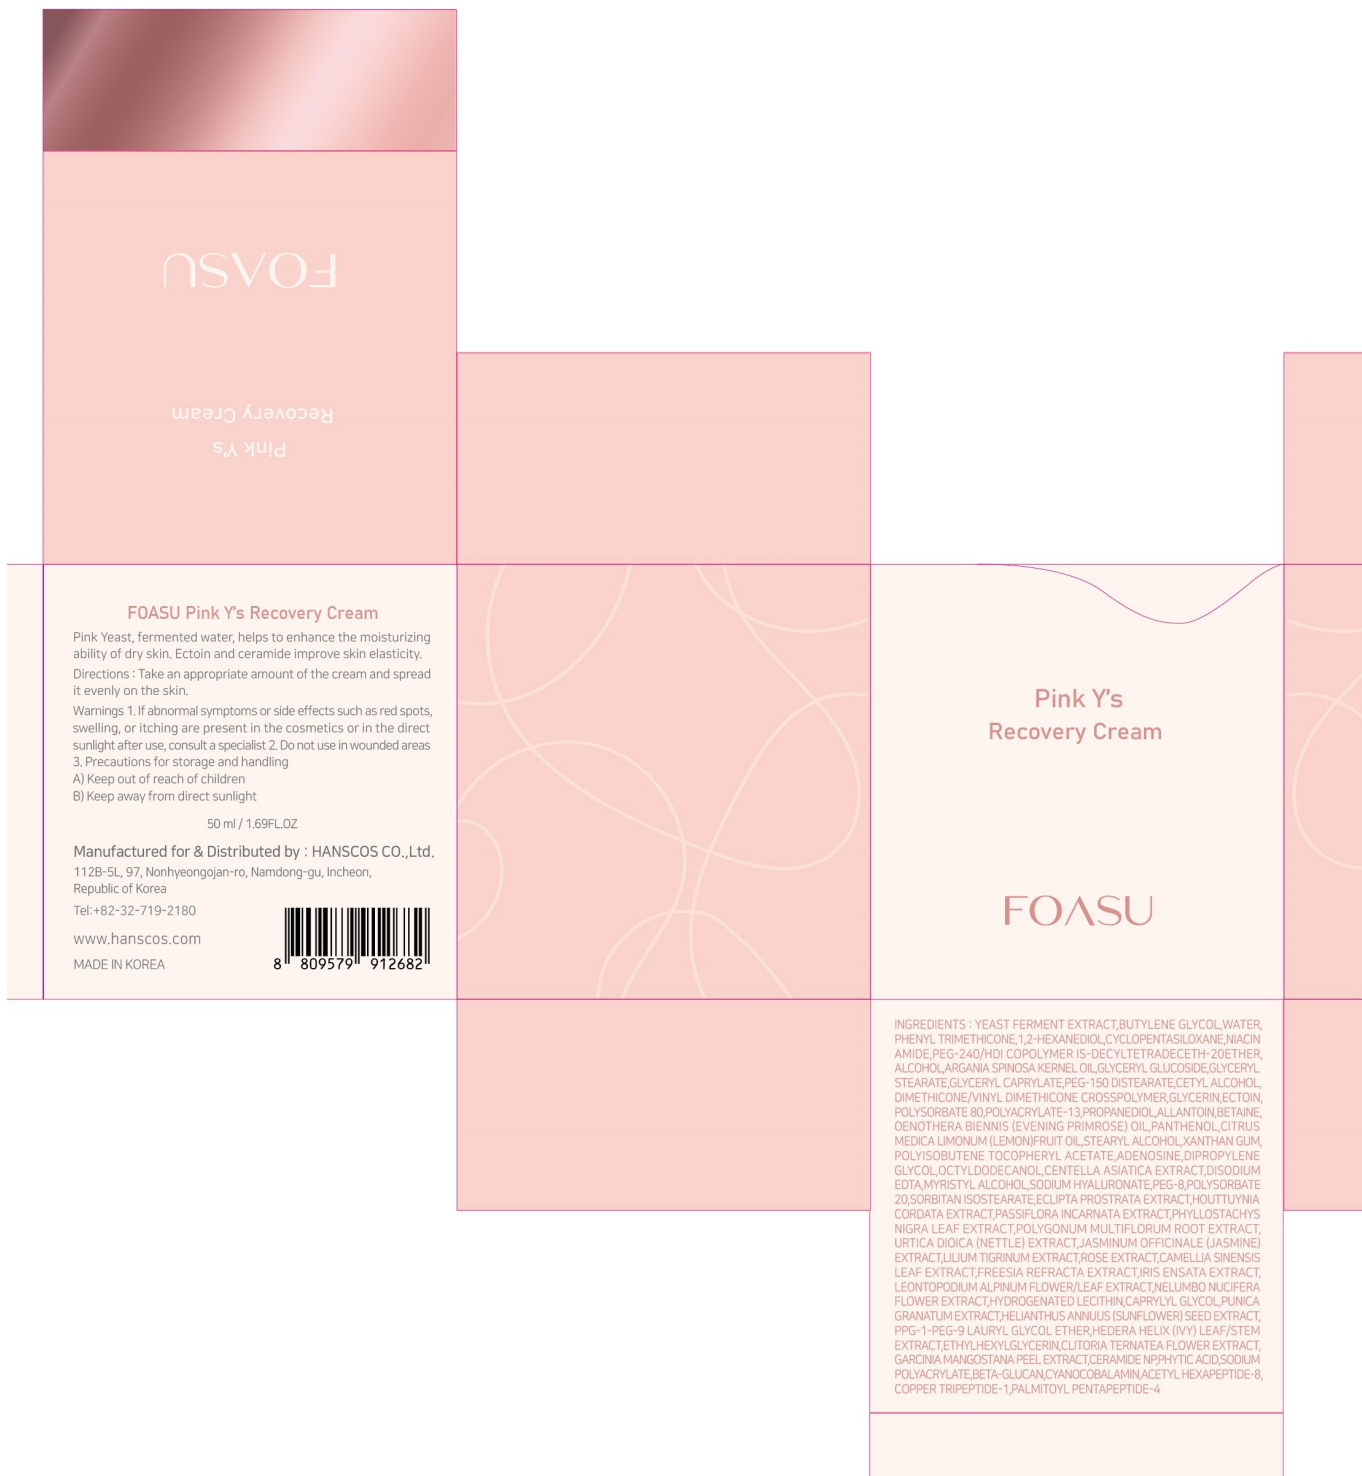 FOASU
Pink Y's
Recovery Cream
FOASU Pink Y's Recovery Cream
Pink Yeast, fermented water, helps to enhance the moisturizing
ability of dry skin. Ectoin and ceramide improve skin elasticity.
Directions : Take an appropriate amount of the cream and spread
it evenly on the skin.
Warnings 1. If abnormal symptoms or side effects such as red spots,
swelling, or itching are present in the cosmetics or in the direct
sunlight after use, consult a specialist 2. Do not use in wounded areas
3. Precautions for storage and handling
A) Keep out of reach of children
B) Keep away from direct sunlight
50 ml / 1.69FL.OZ
Manufactured for & Distributed by : HANSCOS CO.,Ltd.
112B-5L, 97, Nonhyeongojan-ro, Namdong-gu, Incheon,
Republic of Korea
Tel:+82-32-719-2180
www.hanscos.com
MADE IN KOREA
8 809579 912682
Pink Y's
Recovery Cream
FOASU
INGREDIENTS : YEAST FERMENT EXTRACT,BUTYLENE GLYCOL,WATER,
PHENYL TRIMETHICONE,1,2-HEXANEDIOL,CYCLOPENTASILOXANE,NIACIN
AMIDE,PEG-240/HDI COPOLYMER IS-DECYLTETRADECETH-20ETHER,
ALCOHOL,ARGANIA SPINOSA KERNEL OIL,GLYCERYL GLUCOSIDE,GLYCERYL
STEARATE,GLYCERYL CAPRYLATE,PEG-150 DISTEARATE,CETYL ALCOHOL,
DIMETHICONE/VINYL DIMETHICONE CROSSPOLYMER,GLYCERIN,ECTOIN,
POLYSORBATE 80,POLYACRYLATE-13,PROPANEDIOL,ALLANTOIN,BETAINE,
OENOTHERA BIENNIS (EVENING PRIMROSE) OIL,PANTHENOL,CITRUS
MEDICA LIMONUM (LEMON)FRUIT OIL,STEARYL ALCOHOL,XANTHAN GUM,
POLYISOBUTENE TOCOPHERYL ACETATE,ADENOSINE,DIPROPYLENE
GLYCOL,OCTYLDODECANOL,CENTELLA ASIATICA EXTRACT,DISODIUM
EDTA,MYRISTYL ALCOHOL,SODIUM HYALURONATE,PEG-8,POLYSORBATE
20,SORBITAN ISOSTEARATE,ECLIPTA PROSTRATA EXTRACT,HOUTTUYNIA
CORDATA EXTRACT,PASSIFLORA INCARNATA EXTRACT,PHYLLOSTACHYS
NIGRA LEAF EXTRACT,POLYGONUM MULTIFLORUM ROOT EXTRACT,
URTICA DIOICA (NETTLE) EXTRACT,JASMINUM OFFICINALE (JASMINE)
EXTRACT,LILIUM TIGRINUM EXTRACT,ROSE EXTRACT,CAMELLIA SINENSIS
LEAF EXTRACT,FREESIA REFRACTA EXTRACT,IRIS ENSATA EXTRACT,
LEONTOPODIUM ALPINUM FLOWER/LEAF EXTRACT,NELUMBO NUCIFERA
FLOWER EXTRACT,HYDROGENATED LECITHIN,CAPRYLYL GLYCOL,PUNICA
GRANATUM EXTRACT,HELIANTHUS ANNUUS (SUNFLOWER) SEED EXTRACT,
PPG-1-PEG-9 LAURYL GLYCOL ETHER,HEDERA HELIX (IVY) LEAF/STEM
EXTRACT,ETHYLHEXYLGLYCERIN,CLITORIA TERNATEA FLOWER EXTRACT,
GARCINIA MANGOSTANA PEEL EXTRACT,CERAMIDE NP,PHYTIC ACID,SODIUM
POLYACRYLATE,BETA-GLUCAN,CYANOCOBALAMIN,ACETYL HEXAPEPTIDE-8,
COPPER TRIPEPTIDE-1,PALMITOYL PENTAPEPTIDE-4